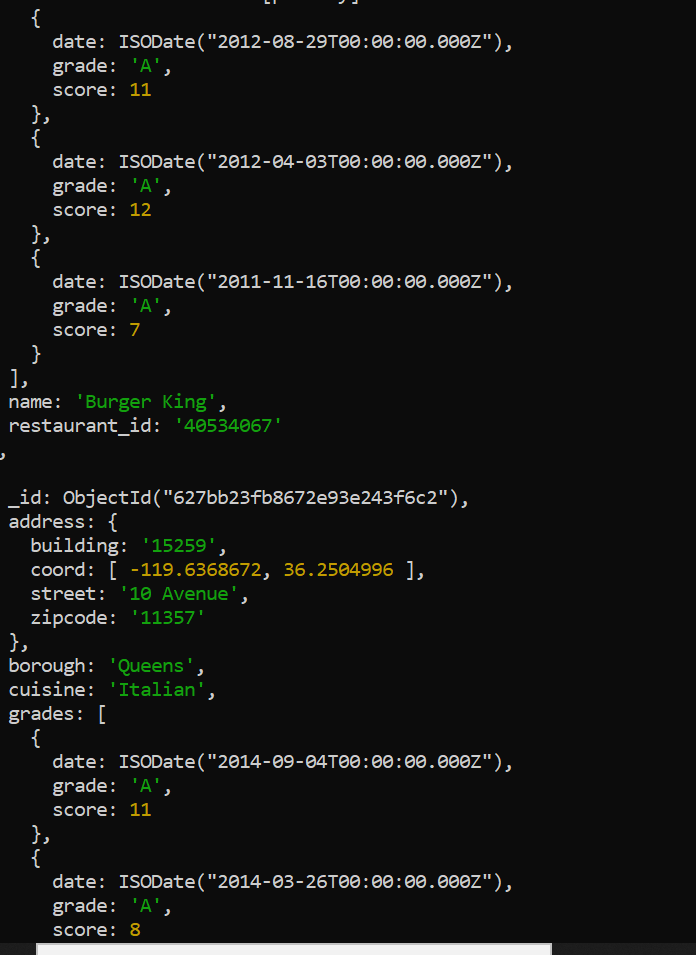 {
date: ISODate("2012-08-29T00:00:00.000Z"),
grade: 'A',
score: 11
},
{
date: ISODate("2012-04-03T00:00:00.000Z"),
grade: 'A',
score: 12
},
{
date: ISODate("2011-11-16T00:00:00.000Z"),
grade: 'A',
score: 7
}
],
name: 'Burger King',
restaurant_id: '40534067'
,
_id: ObjectId("627bb23fb8672e93e243f6c2"),
address: {
building: '15259',
coord: [ -119.6368672, 36.2504996 ],
street: '10 Avenue',
zipcode: '11357'
},
borough: 'Queens',
cuisine: 'Italian',
grades: [
{
date: ISODate("2014-09-04T00:00:00.000Z"),
grade: 'A',
score: 11
},
{
date: ISODate("2014-03-26T00:00:00.000Z"),
grade: 'A',
score: 8